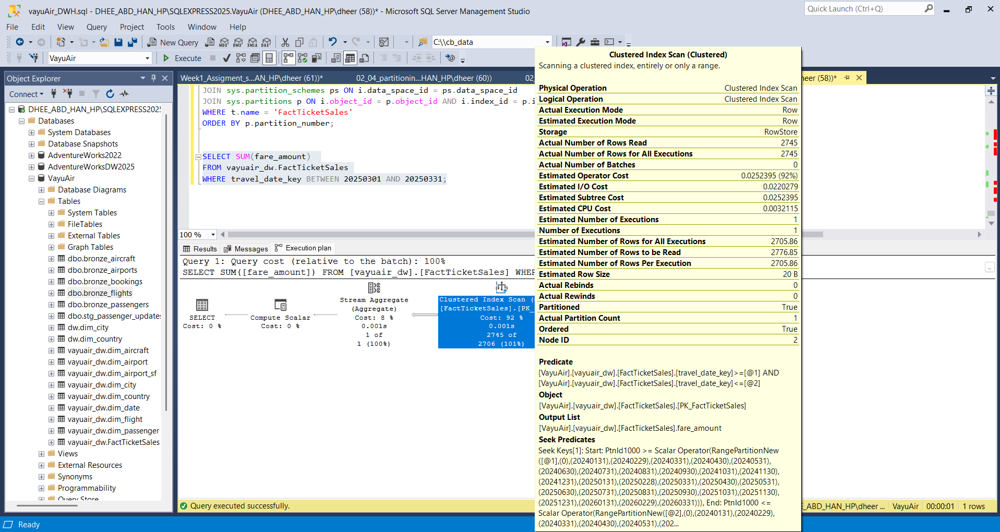 vayuAir_DWH.sql - DHEE_ABD_HAN_HP\SQLEXPRESS2025.VayuAir (DHEE_ABD_HAN_HP\dheer (58))* - Microsoft SQL Server Management Studio
Quick Launch (Ctrl+Q)
File Edit View Query Project Tools Window Help
New Query
MDX DMX XMLA DAX
C:\\cb_data
VayuAir
Execute
Object Explorer
Connect
DHEE_ABD_HAN_HP\SQLEXPRESS202
Databases
System Databases
Database Snapshots
AdventureWorks2022
AdventureWorksDW2025
VayuAir
Database Diagrams
Tables
System Tables
FileTables
External Tables
Graph Tables
dbo.bronze_aircraft
dbo.bronze_airports
dbo.bronze_bookings
dbo.bronze_flights
dbo.bronze_passengers
dbo.stg_passenger_updates
dw.dim_city
dw.dim_country
vayuair_dw.dim_aircraft
vayuair_dw.dim_airport
vayuair_dw.dim_airport_sf
vayuair_dw.dim_city
vayuair_dw.dim_country
vayuair_dw.dim_date
vayuair_dw.dim_flight
vayuair_dw.dim_passenger
vayuair_dw.FactTicketSales
Views
External Resources
Synonyms
Programmability
Query Store
Week1_Assigment_s...AN_HP\dheer (61))* 02_04_partitionin...HAN_HP\dheer (60)) 02_ heer (58))*
JOIN sys.partition_schemes ps ON i.data_space_id = ps.data_space_id
JOIN sys.partitions p ON i.object_id = p.object_id AND i.index_id = p.i
WHERE t.name = 'FactTicketSales'
ORDER BY p.partition_number;
SELECT SUM(fare_amount)
FROM vayuair_dw.FactTicketSales
WHERE travel_date_key BETWEEN 20250301 AND 20250331;
100 %
Results Messages Execution plan
Query 1: Query cost (relative to the batch): 100%
SELECT SUM([fare_amount]) FROM [vayuair_dw].[FactTicketSales] WHER
SELECT
Cost: 0 %
Compute Scalar
Cost: 0 %
Stream Aggregate
(Aggregate)
Cost: 8 %
0.001s
1 of
1 (100%)
Clustered Index Scan (
[FactTicketSales].[PK_
Cost: 92 %
0.001s
2745 of
2706 (101%)
Clustered Index Scan (Clustered)
Scanning a clustered index, entirely or only a range.
Physical Operation Clustered Index Scan
Logical Operation Clustered Index Scan
Actual Execution Mode Row
Estimated Execution Mode Row
Storage RowStore
Actual Number of Rows Read 2745
Actual Number of Rows for All Executions 2745
Actual Number of Batches 0
Estimated Operator Cost 0.0252395 (92%)
Estimated I/O Cost 0.0220279
Estimated Subtree Cost 0.0252395
Estimated CPU Cost 0.0032115
Estimated Number of Executions 1
Number of Executions 1
Estimated Number of Rows for All Executions 2705.86
Estimated Number of Rows to be Read 2776.85
Estimated Number of Rows Per Execution 2705.86
Estimated Row Size 20 B
Actual Rebinds 0
Actual Rewinds 0
Partitioned True
Actual Partition Count 1
Ordered True
Node ID 2
Predicate
[VayuAir].[vayuair_dw].[FactTicketSales].[travel_date_key]>=[@1] AND
[VayuAir].[vayuair_dw].[FactTicketSales].[travel_date_key]<=[@2]
Object
[VayuAir].[vayuair_dw].[FactTicketSales].[PK_FactTicketSales]
Output List
[VayuAir].[vayuair_dw].[FactTicketSales].fare_amount
Seek Predicates
Seek Keys[1]: Start: PtnId1000 >= Scalar Operator(RangePartitionNew
([@1],(0),(20240131),(20240229),(20240331),(20240430),(20240531),
(20240630),(20240731),(20240831),(20240930),(20241031),(20241130),
(20241231),(20250131),(20250228),(20250331),(20250430),(20250531),
(20250630),(20250731),(20250831),(20250930),(20251031),(20251130),
(20251231),(20260131),(20260229),(20260331))), End: PtnId1000 <=
Scalar Operator(RangePartitionNew([@2],(0),(20240131),(20240229),
(20240331),(20240430),(20240531),(202...
Query executed successfully.
E_ABD_HAN_HP\dheer ... VayuAir 00:00:01 1 rows
Ready